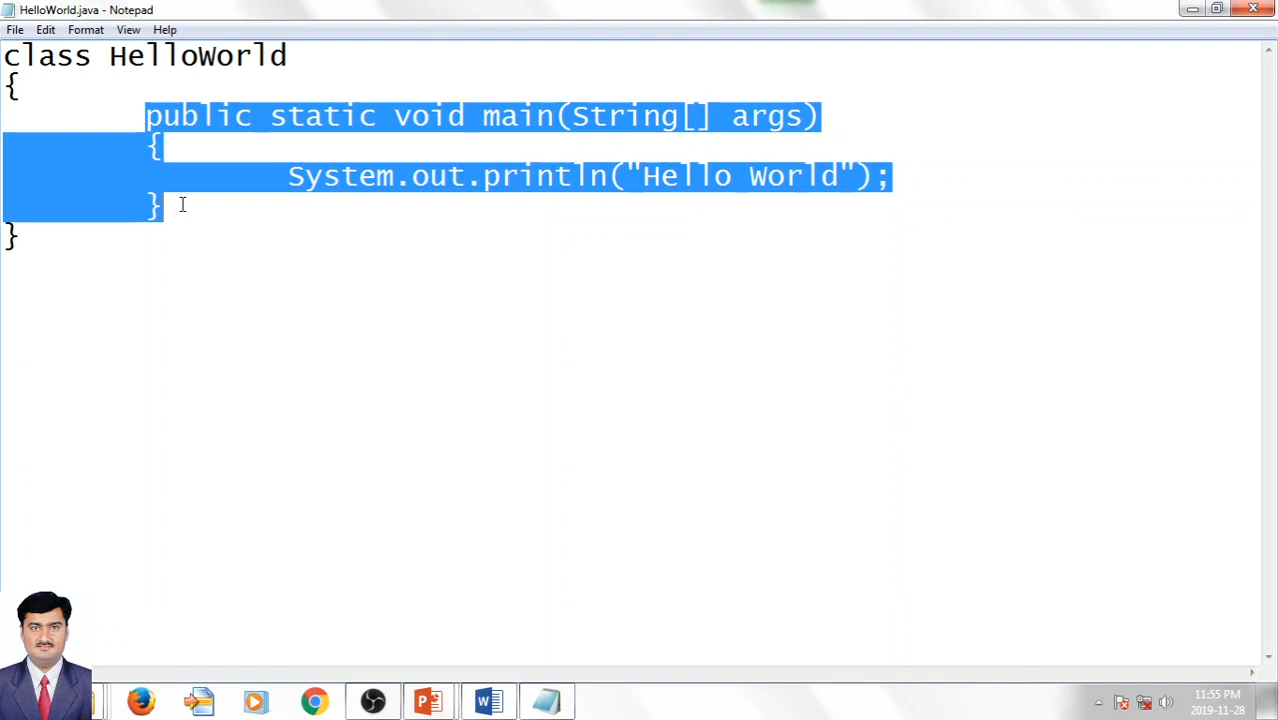 HelloWorld.java - Notepad
File Edit Format View Help
class HelloWorld
{
public static void main(String[] args)
{
System.out.println("Hello World");
}
}
11:55 PM
2019-11-28